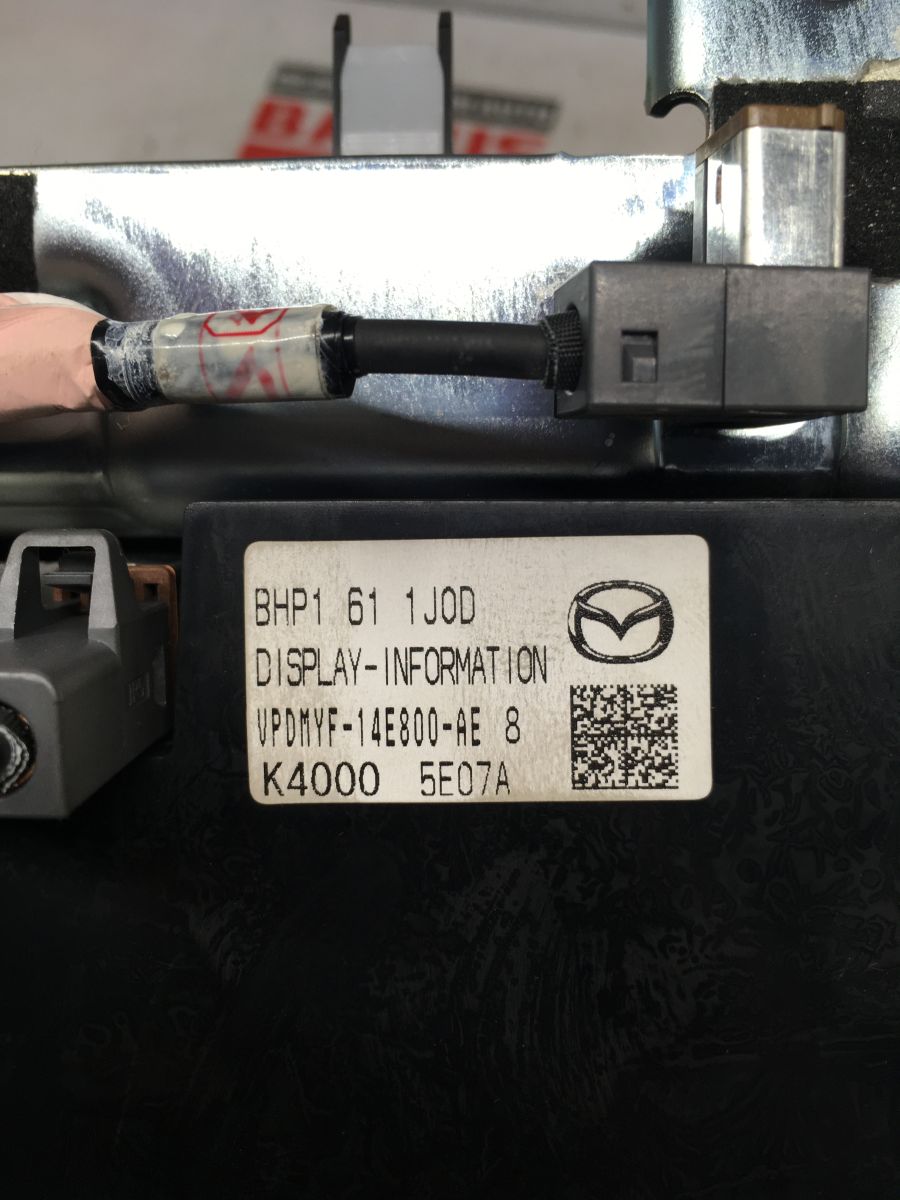 BHP1 61 1J0D
DISPLAY-INFORMATION
VPDMYF-14E800-AE 8
K4000 5E07A